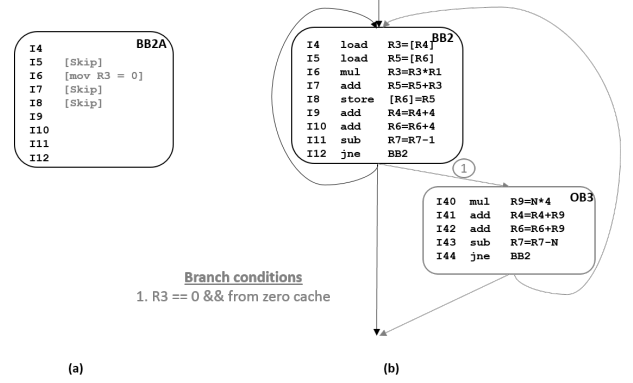 BB2A
I4
I5 [Skip]
I6 [mov R3 = 0]
I7 [Skip]
I8 [Skip]
I9
I10
I11
I12
BB2
I4 load R3=[R4]
I5 load R5=[R6]
I6 mul R3=R3*R1
I7 add R5=R5+R3
I8 store [R6]=R5
I9 add R4=R4+4
I10 add R6=R6+4
I11 sub R7=R7-1
I12 jne BB2
1
OB3
I40 mul R9=N*4
I41 add R4=R4+R9
I42 add R6=R6+R9
I43 sub R7=R7-N
I44 jne BB2
Branch conditions
1. R3 == 0 && from zero cache
(a)
(b)